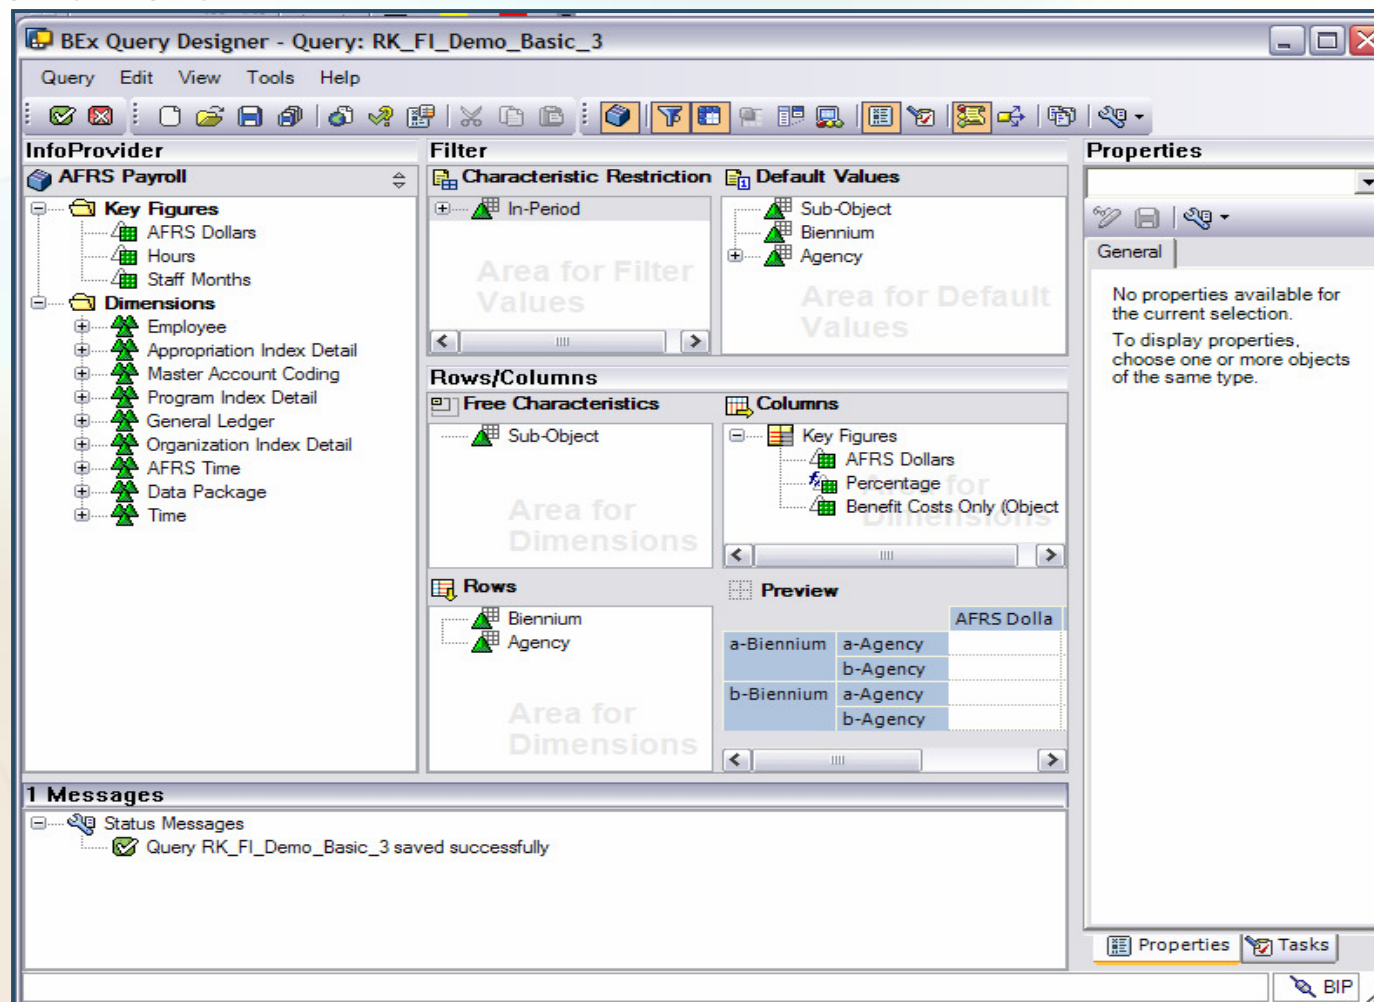 BEx Query Designer - Query: RK_FI_Demo_Basic_3
Query Edit View Tools Help
InfoProvider
AFRS Payroll
Key Figures
AFRS Dollars
Hours
Staff Months
Dimensions
Employee
Appropriation Index Detail
Master Account Coding
Program Index Detail
General Ledger
Organization Index Detail
AFRS Time
Data Package
Time
Filter
Characteristic Restriction
In-Period
Area for Filter
Values
Default Values
Sub-Object
Biennium
Agency
Area for Default
Values
Rows/Columns
Free Characteristics
Sub-Object
Area for
Dimensions
Columns
Key Figures
AFRS Dollars
Percentage
Benefit Costs Only (Object
Area for
Dimensions
Rows
Biennium
Agency
Area for
Dimensions
Preview
AFRS Dolla
a-Biennium a-Agency
b-Agency
b-Biennium a-Agency
b-Agency
Properties
General
No properties available for
the current selection.
To display properties,
choose one or more objects
of the same type.
Properties Tasks
1 Messages
Status Messages
Query RK_FI_Demo_Basic_3 saved successfully
BIP